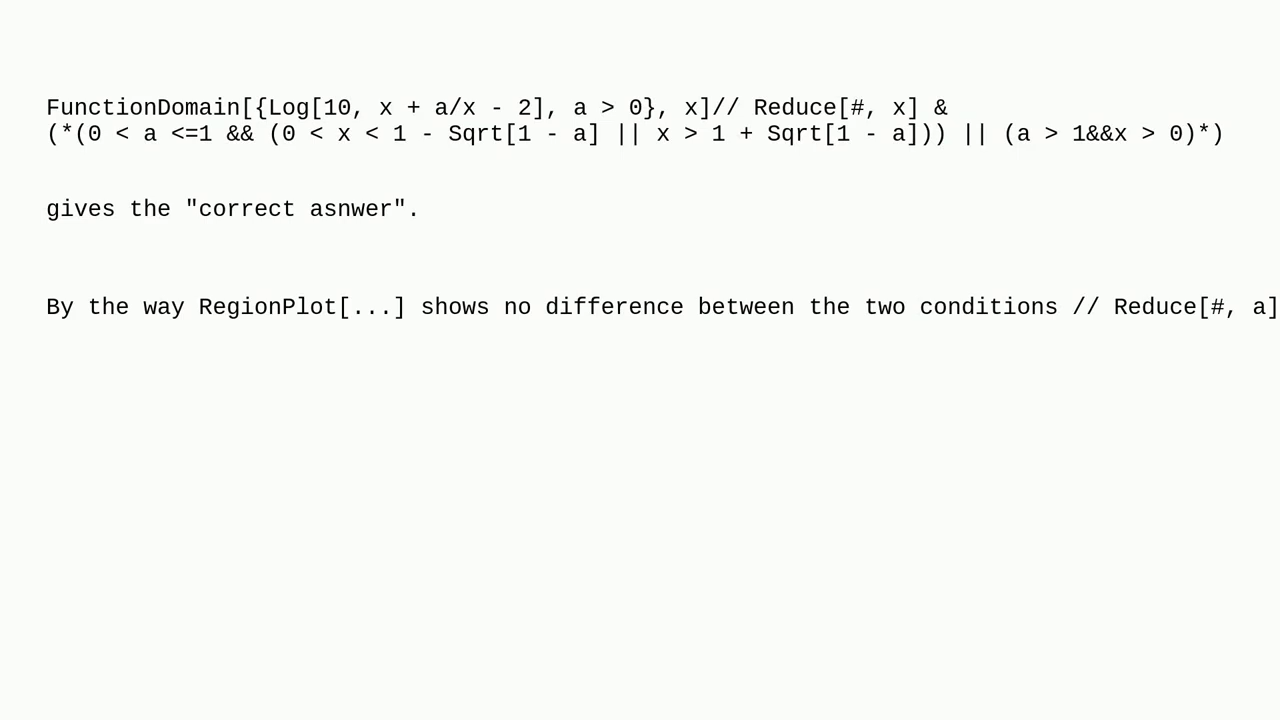 FunctionDomain[{Log[10, x + a/x - 2], a > 0}, x]// Reduce[#, x] &
(*(0 < a <=1 && (0 < x < 1 - Sqrt[1 - a] || x > 1 + Sqrt[1 - a])) || (a > 1&&x > 0)*)
gives the "correct asnwer".
By the way RegionPlot[...] shows no difference between the two conditions // Reduce[#, a]